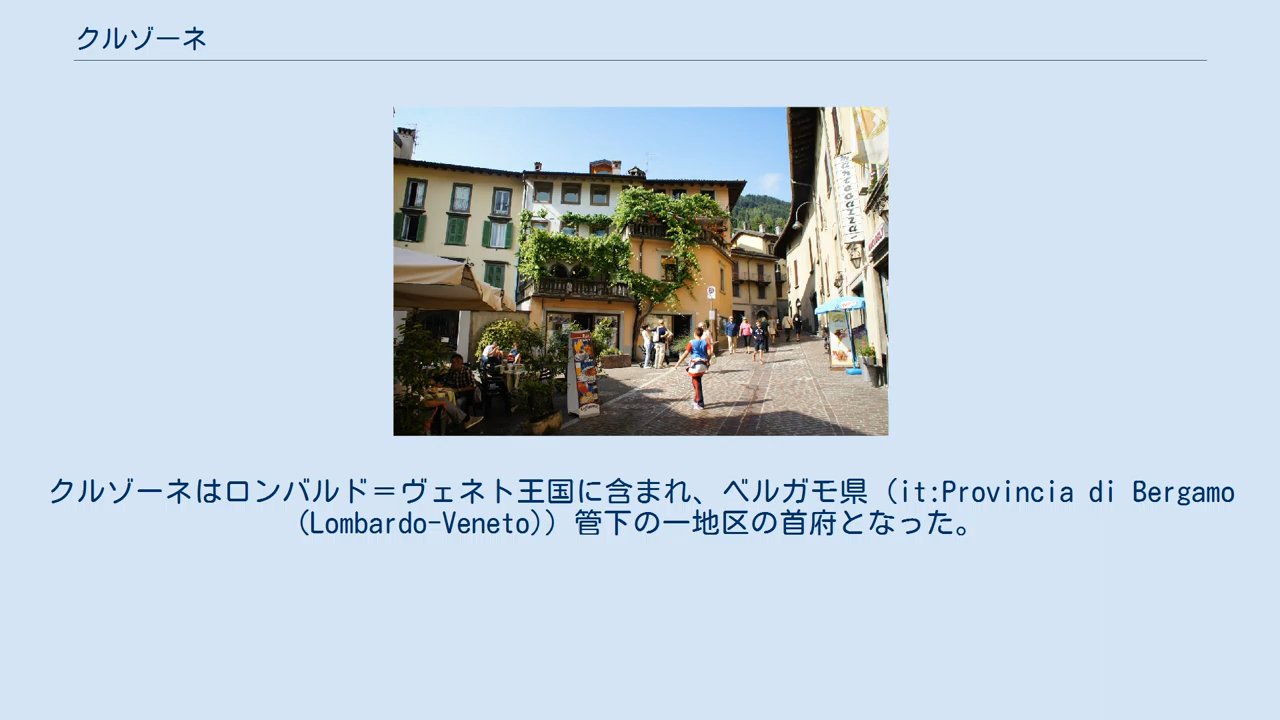 クルゾーネ
クルゾーネはロンバルド＝ヴェネト王国に含まれ、ベルガモ県（it:Provincia di Bergamo
(Lombardo-Veneto)）管下の一地区の首府となった。